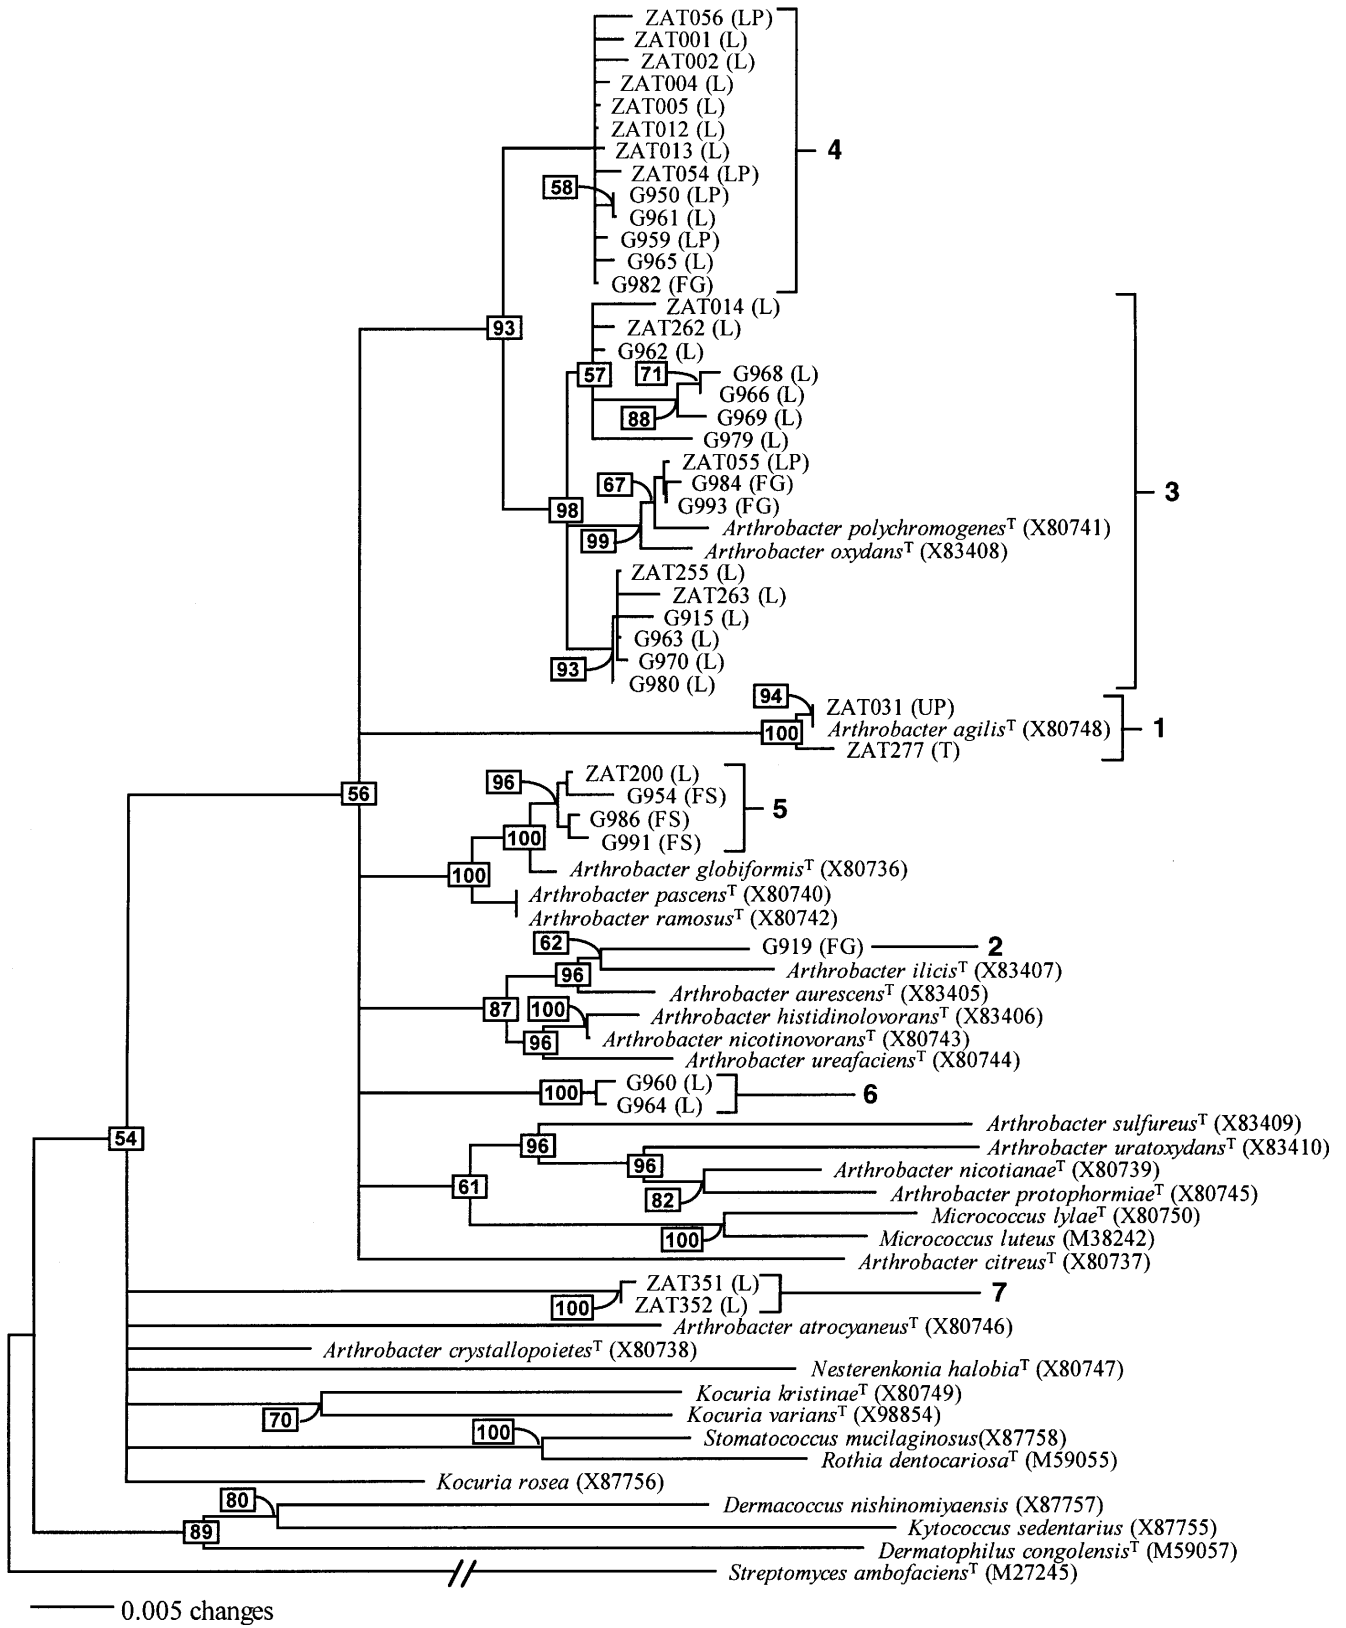 ZAT056 (LP)
ZAT001 (L)
ZAT002 (L)
ZAT004 (L)
ZAT005 (L)
ZAT012 (L)
ZAT013 (L)
4
ZAT054 (LP)
58
G950 (LP)
G961 (L)
G959 (LP)
G965 (L)
G982 (FG)
ZAT014 (L)
93
ZAT262 (L)
G962 (L)
57
71
G968 (L)
G966 (L)
88
G969 (L)
G979 (L)
ZAT055 (LP)
67
G984 (FG)
3
98
G993 (FG)
Arthrobacter polychromogenesᵀ (X80741)
99
Arthrobacter oxydansᵀ (X83408)
ZAT255 (L)
ZAT263 (L)
G915 (L)
G963 (L)
93
G970 (L)
G980 (L)
94
ZAT031 (UP)
100
Arthrobacter agilisᵀ (X80748)
1
ZAT277 (T)
96
ZAT200 (L)
56
G954 (FS)
5
G986 (FS)
100
G991 (FS)
100
Arthrobacter globiformisᵀ (X80736)
Arthrobacter pascensᵀ (X80740)
Arthrobacter ramosusᵀ (X80742)
62
G919 (FG)
2
96
Arthrobacter ilicisᵀ (X83407)
Arthrobacter aurescensᵀ (X83405)
87
100
Arthrobacter histidinolovoransᵀ (X83406)
96
Arthrobacter nicotinovoransᵀ (X80743)
Arthrobacter ureafaciensᵀ (X80744)
100
G960 (L)
6
G964 (L)
Arthrobacter sulfureusᵀ (X83409)
54
96
Arthrobacter uratoxydansᵀ (X83410)
96
Arthrobacter nicotianaeᵀ (X80739)
61
82
Arthrobacter protophormiaeᵀ (X80745)
Micrococcus lylaeᵀ (X80750)
100
Micrococcus luteus (M38242)
Arthrobacter citreusᵀ (X80737)
ZAT351 (L)
7
100
ZAT352 (L)
Arthrobacter atrocyaneusᵀ (X80746)
Arthrobacter crystallopoietesᵀ (X80738)
Nesterenkonia halobiaᵀ (X80747)
Kocuria kristinaeᵀ (X80749)
70
Kocuria variansᵀ (X98854)
100
Stomatococcus mucilaginosus(X87758)
Rothia dentocariosaᵀ (M59055)
Kocuria rosea (X87756)
80
Dermacoccus nishinomiyaensis (X87757)
89
Kytococcus sedentarius (X87755)
Dermatophilus congolensisᵀ (M59057)
Streptomyces ambofaciensᵀ (M27245)
0.005 changes